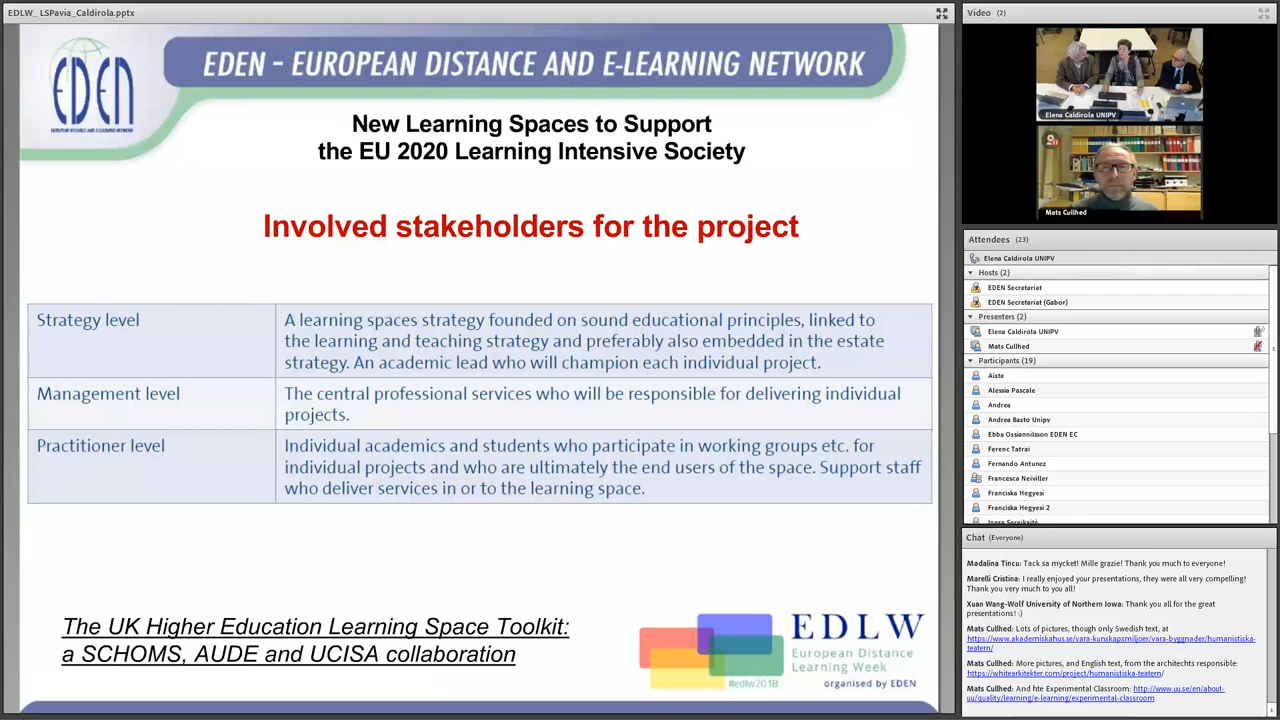 EDLW_ LSPavia_Caldirola.pptx
EDEN
EUROPEAN DISTANCE AND E-LEARNING NETWORK
EDEN – EUROPEAN DISTANCE AND E-LEARNING NETWORK
New Learning Spaces to Support
the EU 2020 Learning Intensive Society
Involved stakeholders for the project
Strategy level
A learning spaces strategy founded on sound educational principles, linked to
the learning and teaching strategy and preferably also embedded in the estate
strategy. An academic lead who will champion each individual project.
Management level
The central professional services who will be responsible for delivering individual
projects.
Practitioner level
Individual academics and students who participate in working groups etc. for
individual projects and who are ultimately the end users of the space. Support staff
who deliver services in or to the learning space.
The UK Higher Education Learning Space Toolkit:
a SCHOMS, AUDE and UCISA collaboration
EDLW
European Distance
Learning Week
#edlw2018
organised by EDEN
Video (2)
Elena Caldirola UNIPV
Mats Cullhed
Attendees (23)
Elena Caldirola UNIPV
Hosts (2)
EDEN Secretariat
EDEN Secretariat (Gabor)
Presenters (2)
Elena Caldirola UNIPV
Mats Cullhed
Participants (19)
Aiste
Alessia Pascale
Andrea
Andrea Basto Unipv
Ebba Ossiannilsson EDEN EC
Ferenc Tatrai
Fernando Antunez
Francesca Neiviller
Franciska Hegyesi
Franciska Hegyesi 2
Chat (Everyone)
Madalina Tincu: Tack sa mycket! Mille grazie! Thank you much to everyone!
Marelli Cristina: I really enjoyed your presentations, they were all very compelling!
Thank you very much to you all!
Xuan Wang-Wolf University of Northern Iowa: Thank you all for the great
presentations! :)
Mats Cullhed: Lots of pictures, though only Swedish text, at
https://www.akademiskahus.se/vara-kunskapsmiljoer/vara-byggnader/humanistiska-
teatern/
Mats Cullhed: More pictures, and English text, from the architechts responsible:
https://whitearkitekter.com/project/humanistiska-teatern/
Mats Cullhed: And hte Experimental Classroom: http://www.uu.se/en/about-
uu/quality/learning/e-learning/experimental-classroom